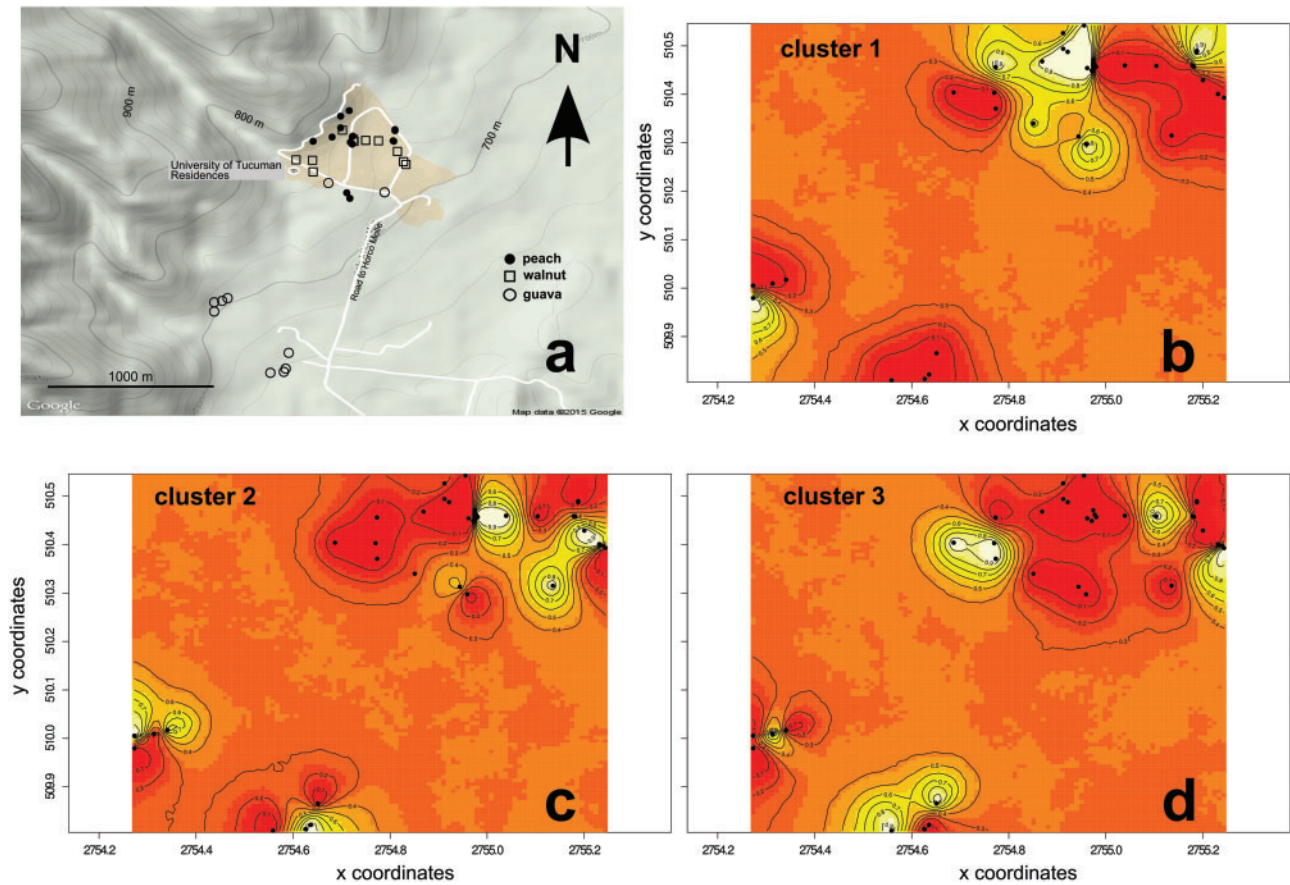 N
900 m
800 m
700 m
University of Tucuman
Residences
Road to Horco Molle
peach
walnut
guava
a
1000 m
Google
Map data ©2015 Google
cluster 1
b
y coordinates
510.5
510.4
510.3
510.2
510.1
510.0
509.9
2754.2 2754.4 2754.6 2754.8 2755.0 2755.2
x coordinates
cluster 2
c
y coordinates
510.5
510.4
510.3
510.2
510.1
510.0
509.9
2754.2 2754.4 2754.6 2754.8 2755.0 2755.2
x coordinates
cluster 3
d
510.5
510.4
510.3
510.2
510.1
510.0
509.9
2754.2 2754.4 2754.6 2754.8 2755.0 2755.2
x coordinates